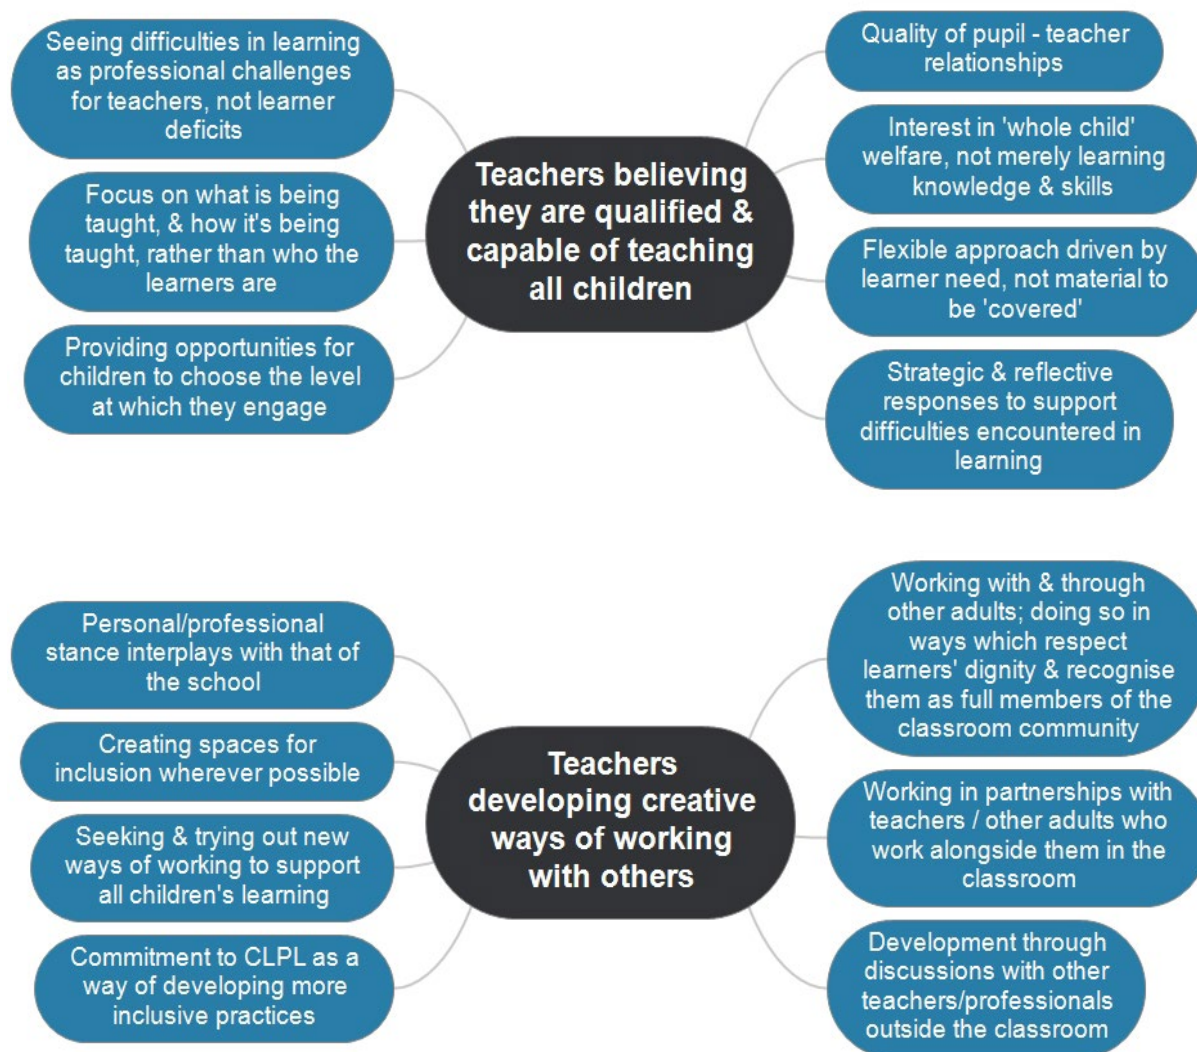 Seeing difficulties in learning
as professional challenges
for teachers, not learner
deficits
Focus on what is being
taught, & how it's being
taught, rather than who the
learners are
Providing opportunities for
children to choose the level
at which they engage
Teachers believing
they are qualified &
capable of teaching
all children
Quality of pupil - teacher
relationships
Interest in 'whole child'
welfare, not merely learning
knowledge & skills
Flexible approach driven by
learner need, not material to
be 'covered'
Strategic & reflective
responses to support
difficulties encountered in
learning
Personal/professional
stance interplays with that of
the school
Creating spaces for
inclusion wherever possible
Seeking & trying out new
ways of working to support
all children's learning
Commitment to CLPL as a
way of developing more
inclusive practices
Teachers
developing creative
ways of working
with others
Working with & through
other adults; doing so in
ways which respect
learners' dignity & recognise
them as full members of the
classroom community
Working in partnerships with
teachers / other adults who
work alongside them in the
classroom
Development through
discussions with other
teachers/professionals
outside the classroom